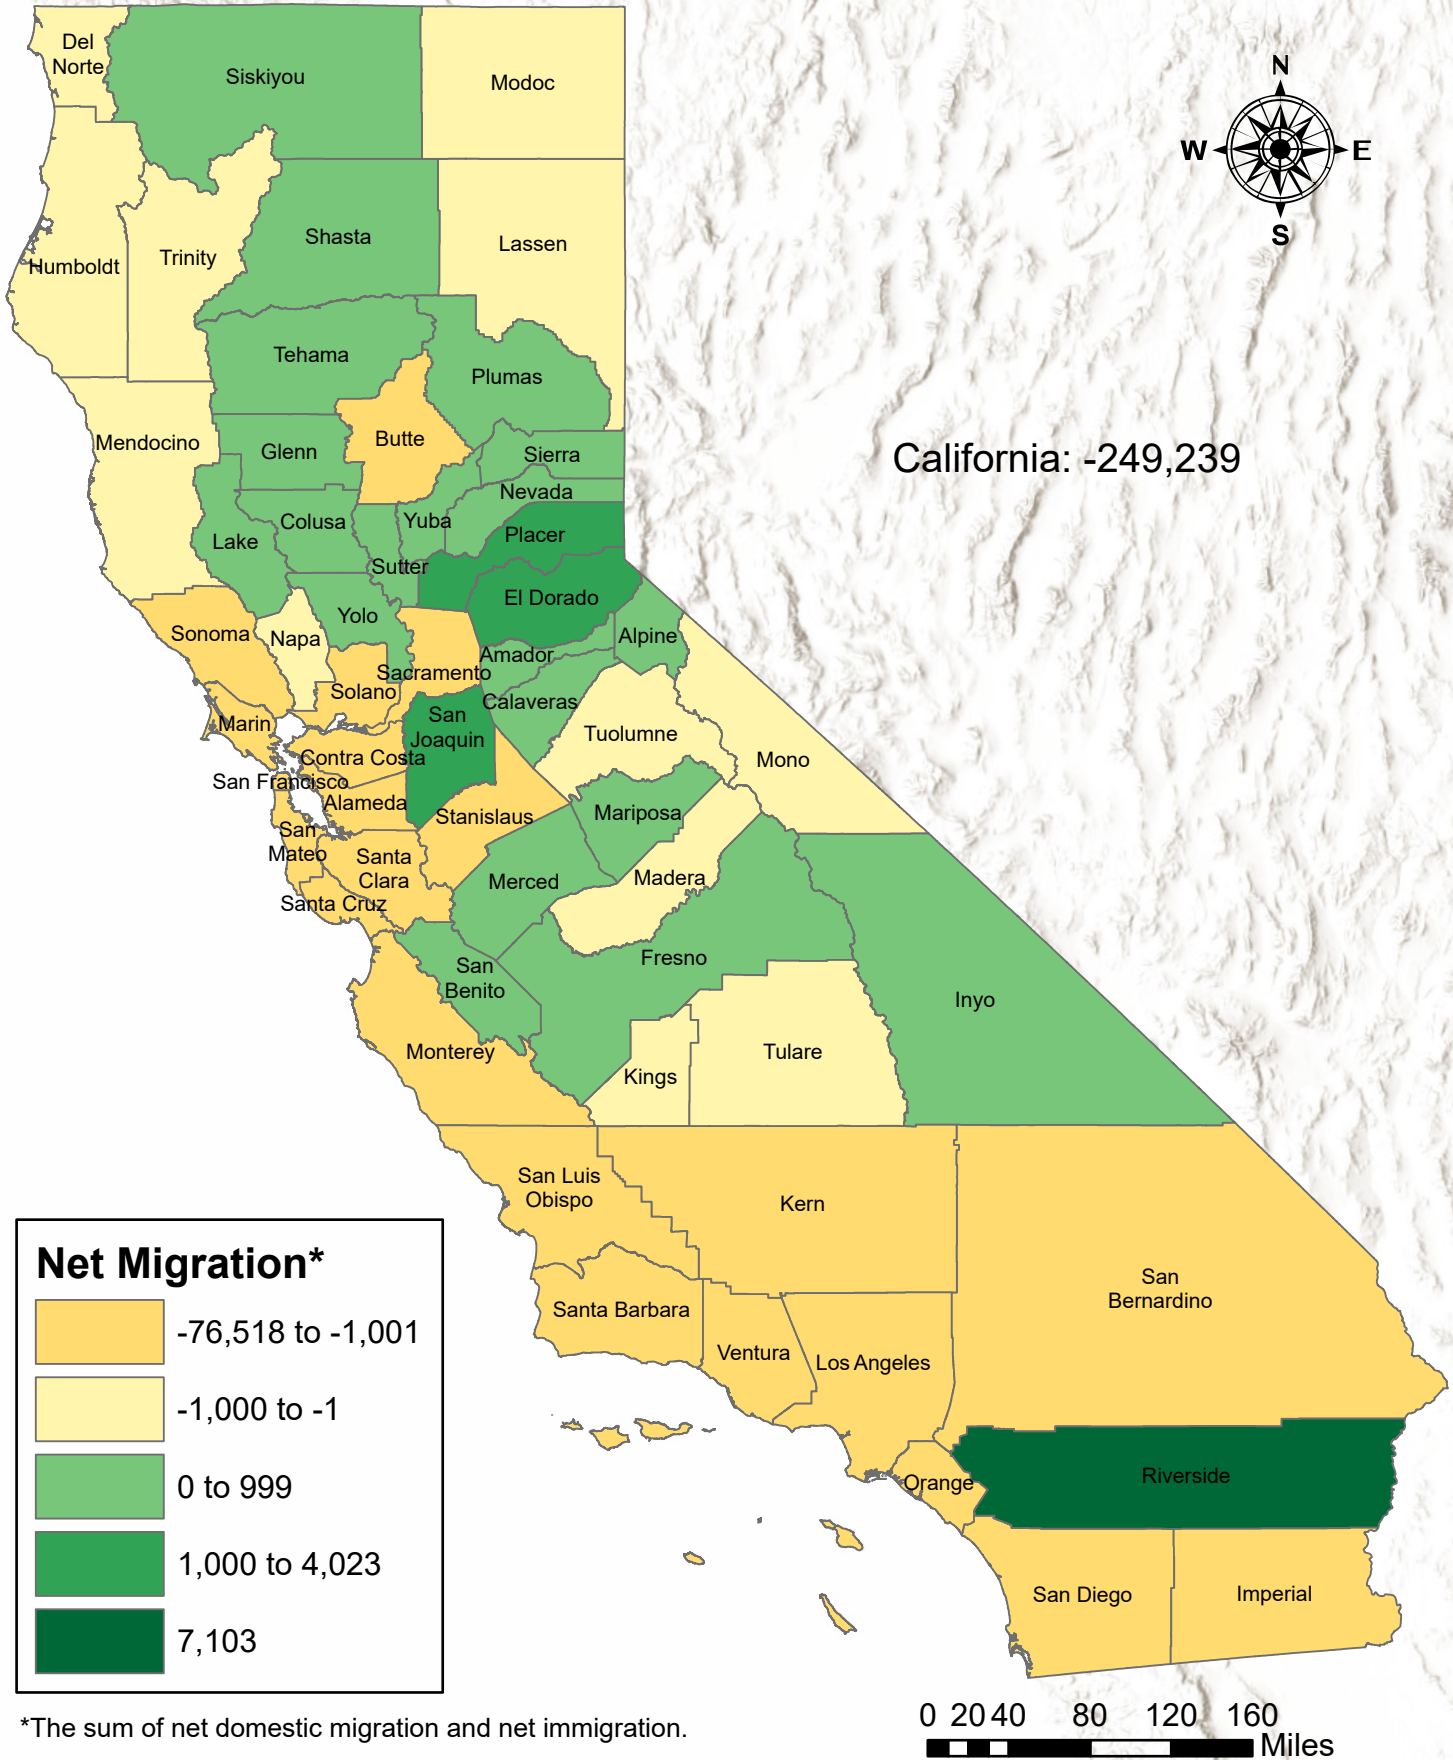 Del
Norte
Siskiyou
Modoc
N
W
E
S
Humboldt
Trinity
Shasta
Lassen
Tehama
Plumas
Mendocino
Glenn
Butte
Sierra
California: -249,239
Nevada
Lake
Colusa
Yuba
Placer
Sutter
El Dorado
Sonoma
Napa
Yolo
Alpine
Amador
Sacramento
Solano
Calaveras
Marin
San
Joaquin
Tuolumne
Contra Costa
Mono
San Francisco
Alameda
Stanislaus
Mariposa
San
Mateo
Santa
Clara
Merced
Madera
Santa Cruz
Fresno
San
Benito
Inyo
Monterey
Kings
Tulare
San Luis
Obispo
Kern
San
Bernardino
Santa Barbara
Ventura
Los Angeles
Orange
Riverside
San Diego
Imperial
Net Migration*
-76,518 to -1,001
-1,000 to -1
0 to 999
1,000 to 4,023
7,103
*The sum of net domestic migration and net immigration.
0 20 40 80 120 160
Miles